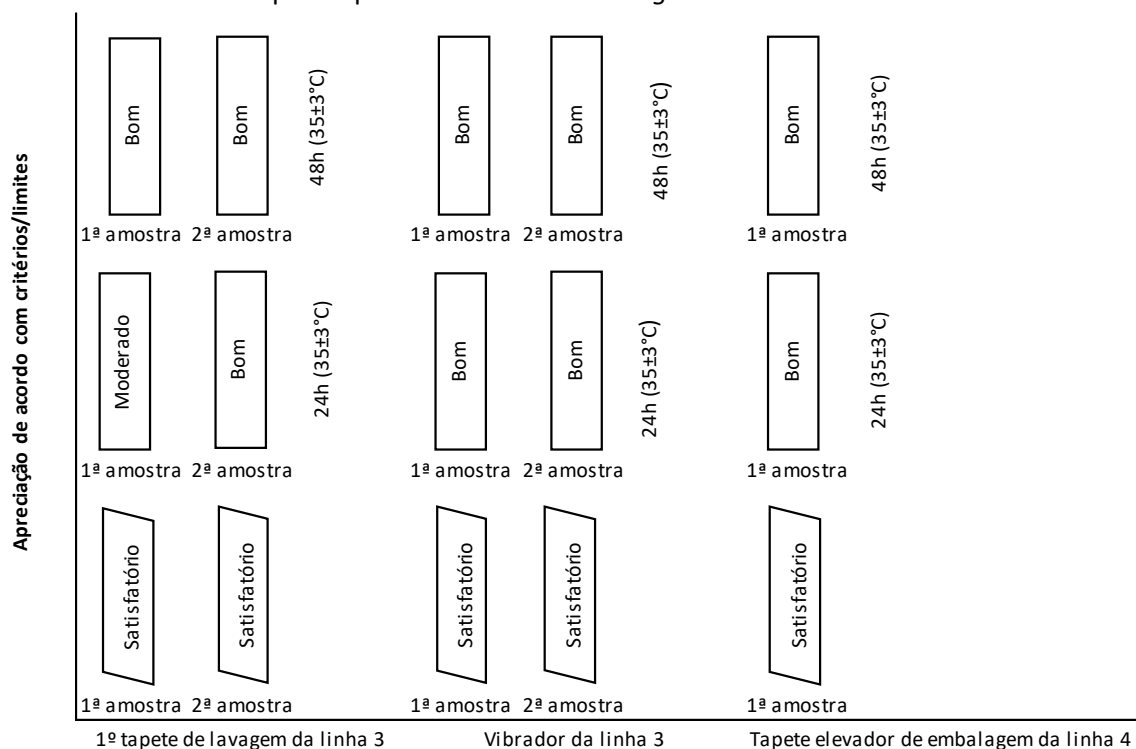 Apreciação de acordo com critérios/limites
Bom
Bom
48h (35±3°C)
Bom
Bom
48h (35±3°C)
Bom
48h (35±3°C)
1ª amostra 2ª amostra
1ª amostra 2ª amostra
1ª amostra
Moderado
Bom
24h (35±3°C)
Bom
Bom
24h (35±3°C)
Bom
24h (35±3°C)
1ª amostra 2ª amostra
1ª amostra 2ª amostra
1ª amostra
Satisfatório
Satisfatório
Satisfatório
Satisfatório
Satisfatório
1ª amostra 2ª amostra
1ª amostra 2ª amostra
1ª amostra
1º tapete de lavagem da linha 3
Vibrador da linha 3
Tapete elevador de embalagem da linha 4